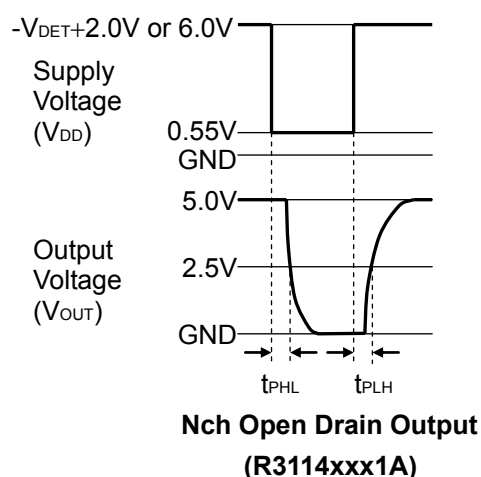 -VDET+2.0V or 6.0V
Supply
Voltage
(VDD)
0.55V
GND
5.0V
Output
Voltage
(VOUT)
2.5V
GND
tPHL
tPLH
Nch Open Drain Output
(R3114xxx1A)